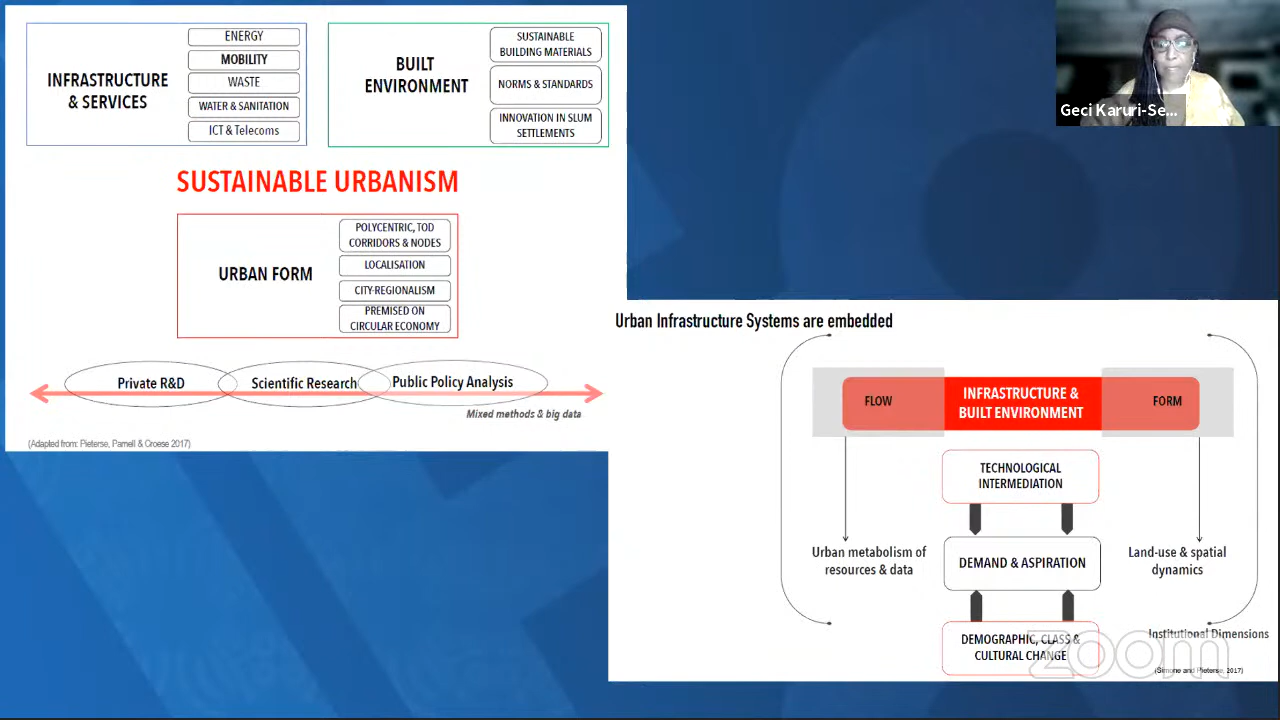 INFRASTRUCTURE
& SERVICES
ENERGY
MOBILITY
WASTE
WATER & SANITATION
ICT & Telecoms
BUILT
ENVIRONMENT
SUSTAINABLE
BUILDING MATERIALS
NORMS & STANDARDS
INNOVATION IN SLUM
SETTLEMENTS
SUSTAINABLE URBANISM
URBAN FORM
POLYCENTRIC, TOD
CORRIDORS & NODES
LOCALISATION
CITY-REGIONALISM
PREMISED ON
CIRCULAR ECONOMY
Private R&D
Scientific Research
Public Policy Analysis
Mixed methods & big data
(Adapted from: Pieterse, Parnell & Croese 2017)
Geci Karuri-Se...
Urban Infrastructure Systems are embedded
FLOW
INFRASTRUCTURE &
BUILT ENVIRONMENT
FORM
TECHNOLOGICAL
INTERMEDIATION
Urban metabolism of
resources & data
DEMAND & ASPIRATION
Land-use & spatial
dynamics
DEMOGRAPHIC, CLASS &
CULTURAL CHANGE
Institutional Dimensions
(Simone and Pieterse, 2017)
zoom